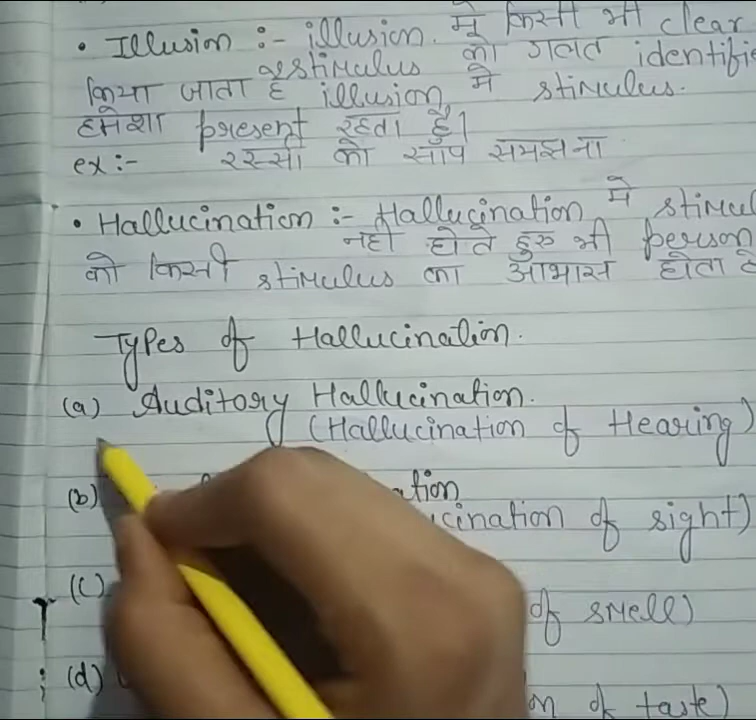 • Illusion :- illusion में किसी भी clear
stimulus को गलत identifie
किया जाता है illusion में stimulus
हमेशा present रहता है।
ex :- रस्सी को साप समझना
• Hallucination :- Hallucination में stimul
नही होते हुए भी person
को किसी stimulus का आभास होता है
Types of Hallucination.
(a) Auditory Hallucination.
(Hallucination of Hearing)
(b) ation
cination of sight)
(c) of smell)
(d) n of taste)